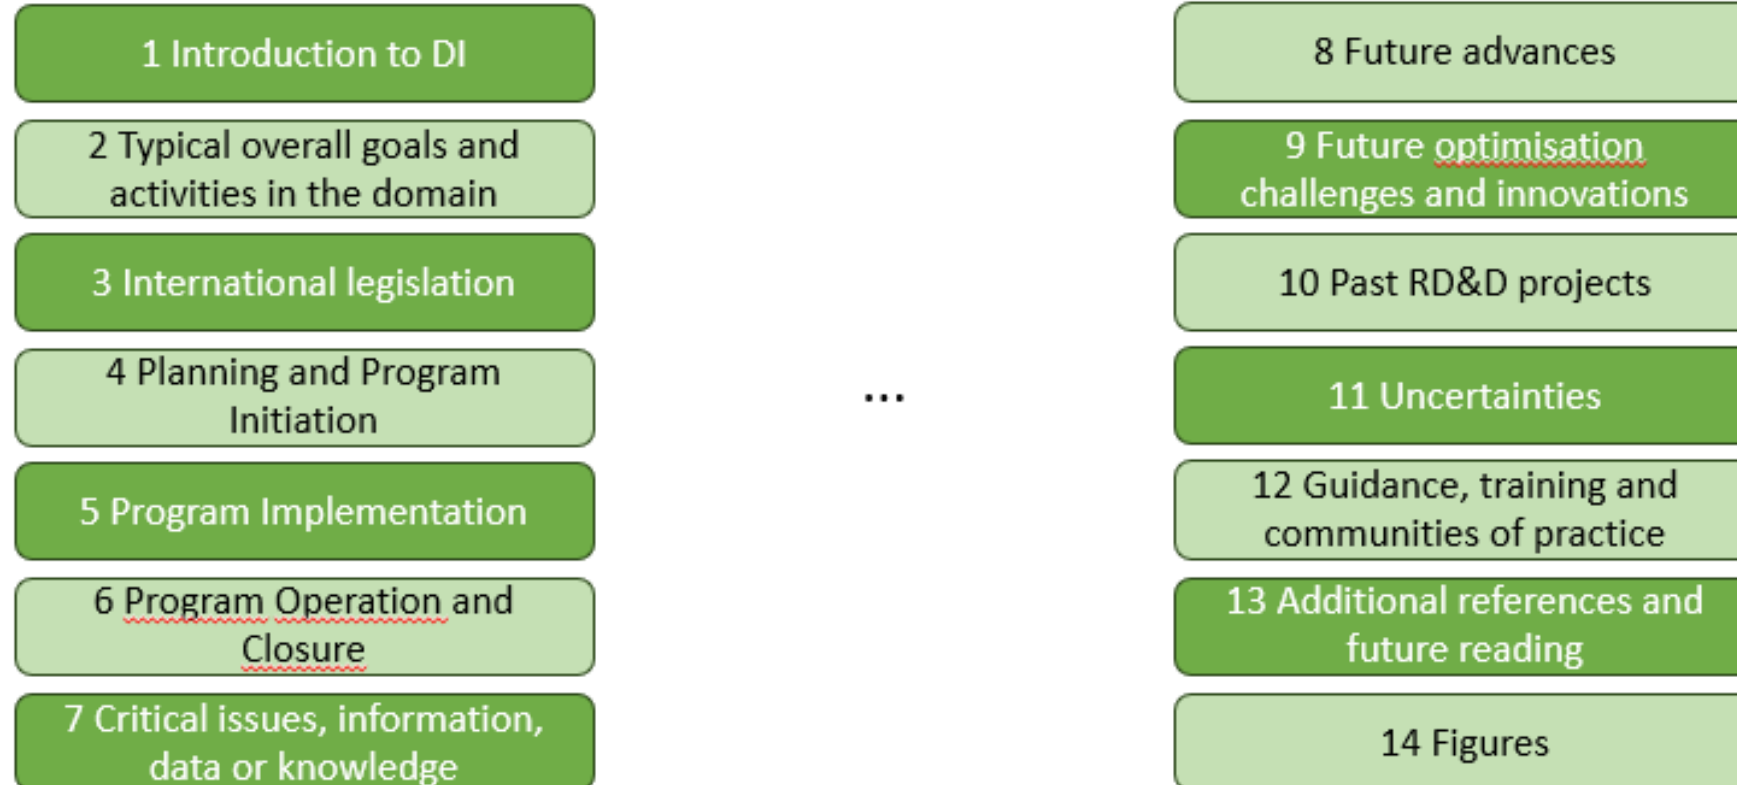 1 Introduction to DI
2 Typical overall goals and
activities in the domain
3 International legislation
4 Planning and Program
Initiation
5 Program Implementation
6 Program Operation and
Closure
7 Critical issues, information,
data or knowledge
...
8 Future advances
9 Future optimisation
challenges and innovations
10 Past RD&D projects
11 Uncertainties
12 Guidance, training and
communities of practice
13 Additional references and
future reading
14 Figures